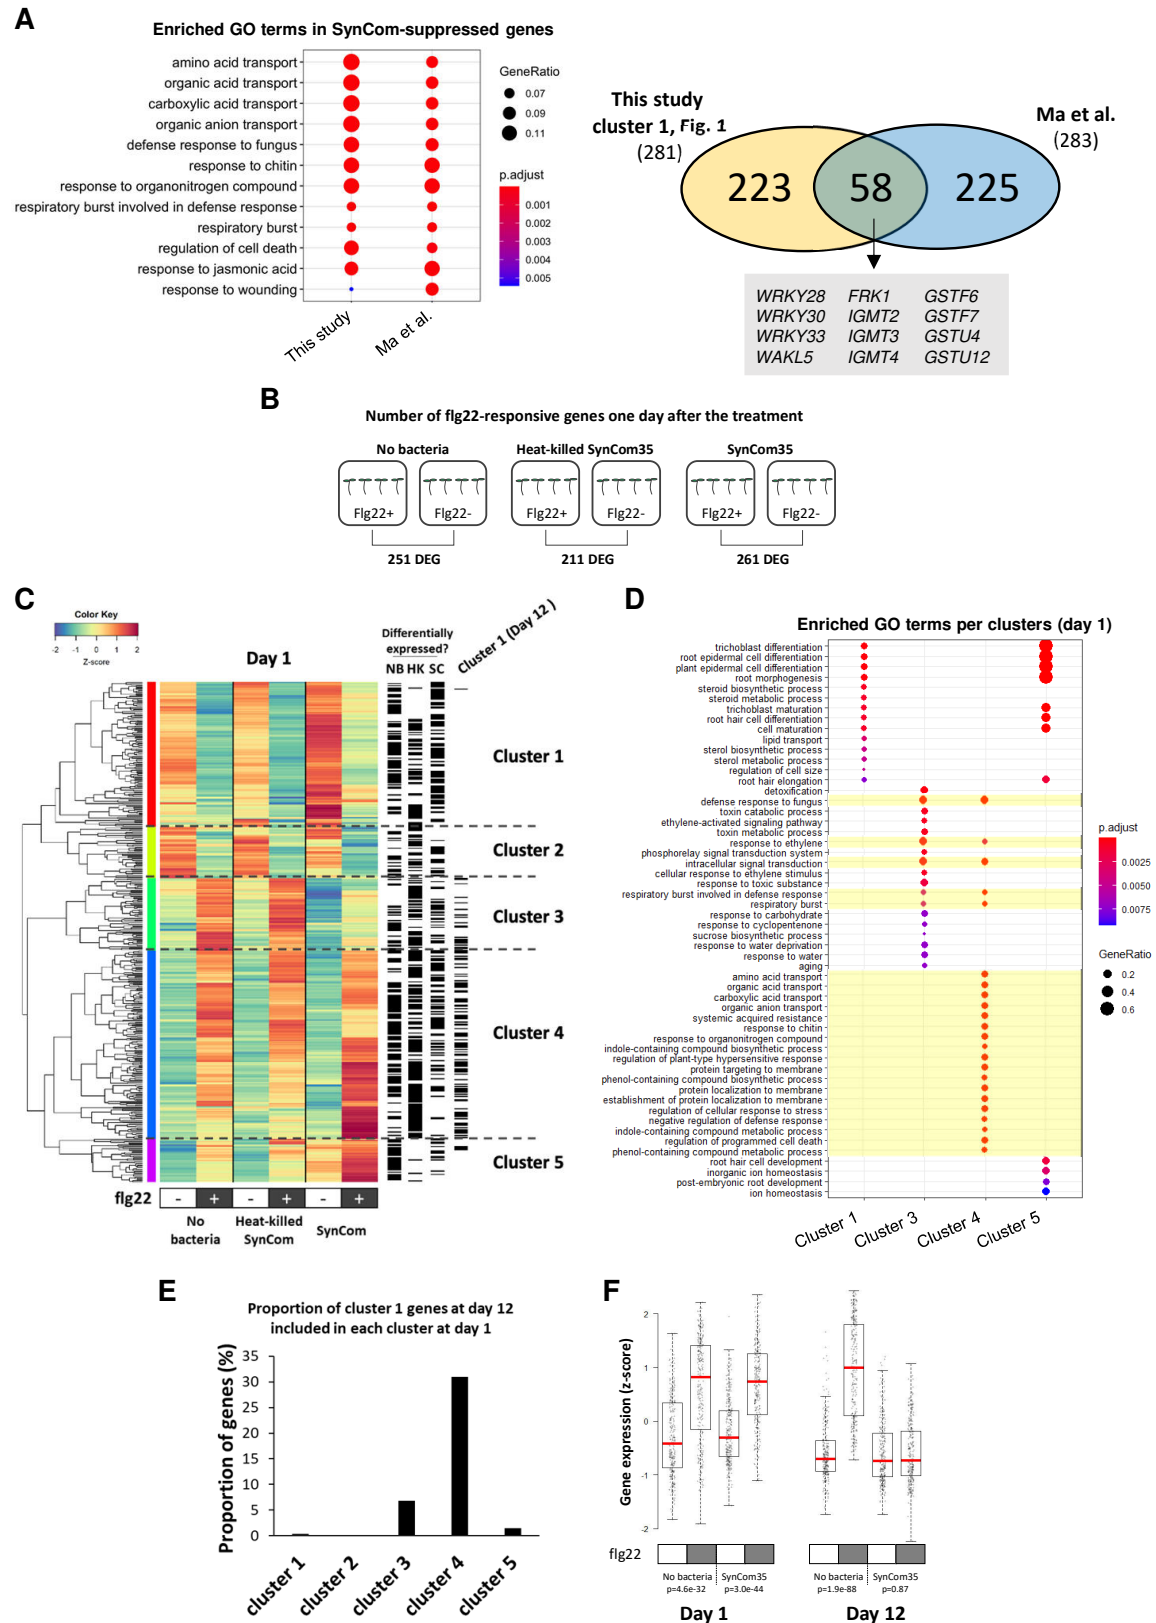 A
Enriched GO terms in SynCom-suppressed genes
amino acid transport
organic acid transport
carboxylic acid transport
organic anion transport
defense response to fungus
response to chitin
response to organonitrogen compound
respiratory burst involved in defense response
respiratory burst
regulation of cell death
response to jasmonic acid
response to wounding
This study
Ma et al.
GeneRatio
0.07
0.09
0.11
p.adjust
0.001
0.002
0.003
0.004
0.005
This study
cluster 1, Fig. 1
(281)
Ma et al.
(283)
223
58
225
WRKY28 FRK1 GSTF6
WRKY30 IGMT2 GSTF7
WRKY33 IGMT3 GSTU4
WAKL5 IGMT4 GSTU12
B
Number of flg22-responsive genes one day after the treatment
No bacteria
Heat-killed SynCom35
SynCom35
Flg22+ Flg22- Flg22+ Flg22- Flg22+ Flg22-
251 DEG
211 DEG
261 DEG
C
Color Key
-2 -1 0 1 2
Z-score
Day 1
Differentially
expressed?
NB HK SC
Cluster 1 (Day 12 )
Cluster 1
Cluster 2
Cluster 3
Cluster 4
Cluster 5
flg22 - + - + - +
No
bacteria
Heat-killed
SynCom
SynCom
D
Enriched GO terms per clusters (day 1)
trichoblast differentiation
root epidermal cell differentiation
plant epidermal cell differentiation
root morphogenesis
steroid biosynthetic process
steroid metabolic process
trichoblast maturation
root hair cell differentiation
cell maturation
lipid transport
sterol biosynthetic process
sterol metabolic process
regulation of cell size
root hair elongation
detoxification
defense response to fungus
toxin catabolic process
ethylene-activated signaling pathway
toxin metabolic process
response to ethylene
phosphorelay signal transduction system
intracellular signal transduction
cellular response to ethylene stimulus
response to toxic substance
respiratory burst involved in defense response
respiratory burst
response to carbohydrate
response to cyclopentenone
sucrose biosynthetic process
response to water deprivation
response to water
aging
amino acid transport
organic acid transport
carboxylic acid transport
organic anion transport
systemic acquired resistance
response to chitin
response to organonitrogen compound
indole-containing compound biosynthetic process
regulation of plant-type hypersensitive response
protein targeting to membrane
phenol-containing compound biosynthetic process
protein localization to membrane
establishment of protein localization to membrane
regulation of cellular response to stress
negative regulation of defense response
indole-containing compound metabolic process
regulation of programmed cell death
phenol-containing compound metabolic process
root hair cell development
inorganic ion homeostasis
post-embryonic root development
ion homeostasis
Cluster 1
Cluster 3
Cluster 4
Cluster 5
p.adjust
0.0025
0.0050
0.0075
GeneRatio
0.2
0.4
0.6
E
Proportion of cluster 1 genes at day 12
included in each cluster at day 1
Proportion of genes (%)
35
30
25
20
15
10
5
0
cluster 1
cluster 2
cluster 3
cluster 4
cluster 5
F
Gene expression (z-score)
2
1
0
-1
-2
flg22
No bacteria
p=4.6e-32
SynCom35
p=3.0e-44
No bacteria
p=1.9e-88
SynCom35
p=0.87
Day 1
Day 12